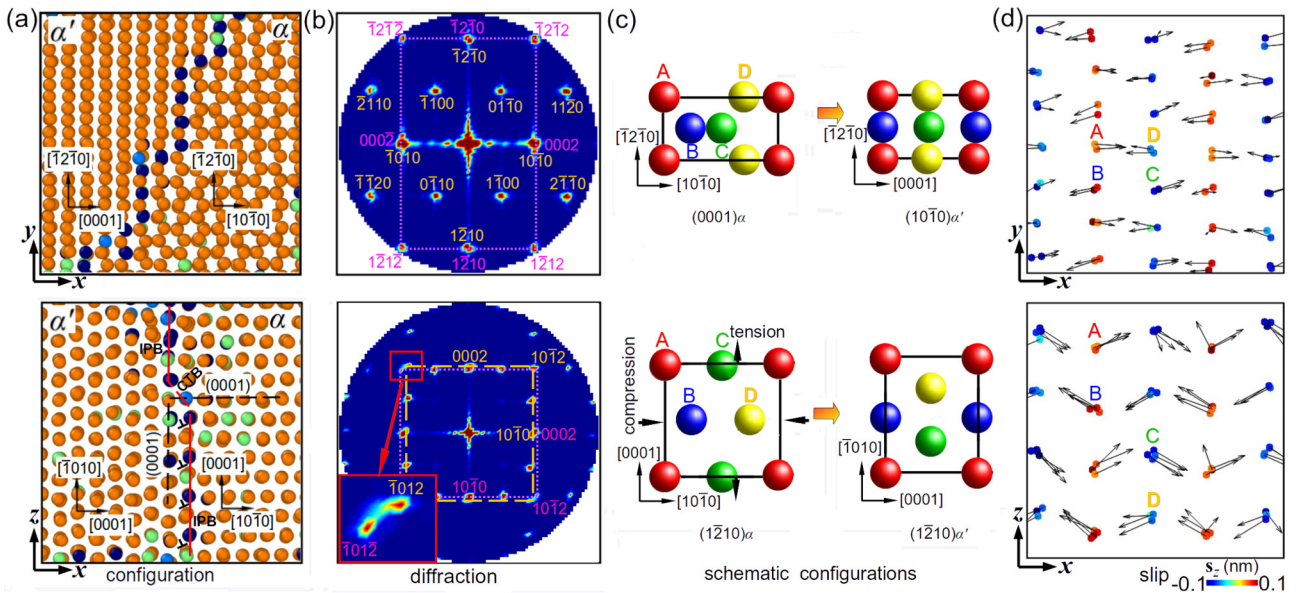 (a)
α'
α
[1̄21̄0]
[0001]
[1̄21̄0]
[101̄0]
y
x
α'
α
IPB
CTB
(0001)
(0001)
[1̄010]
[0001]
[0001]
IPB
[101̄0]
z
x
configuration
(b)
1̄21̄2̄
1̄21̄0
1̄21̄2
1̄21̄0
2̄110
1̄100
011̄0
112̄0
0002̄
0002
1̄010
101̄0
1̄1̄20
01̄10
11̄00
21̄1̄0
12̄10
12̄12̄
12̄10
12̄12
0002
101̄2
101̄0
0002
101̄0
101̄2̄
1̄012
1̄012̄
diffraction
(c)
A
D
B
C
[1̄21̄0]
[101̄0]
(0001)α
[1̄21̄0]
[0001]
(101̄0)α'
A
C
tension
compression
B
D
[0001]
[101̄0]
(12̄10)α
[1̄010]
[0001]
(12̄10)α'
schematic configurations
(d)
A
D
B
C
y
x
A
B
C
D
z
x
slip
s_z (nm)
-0.1
0.1